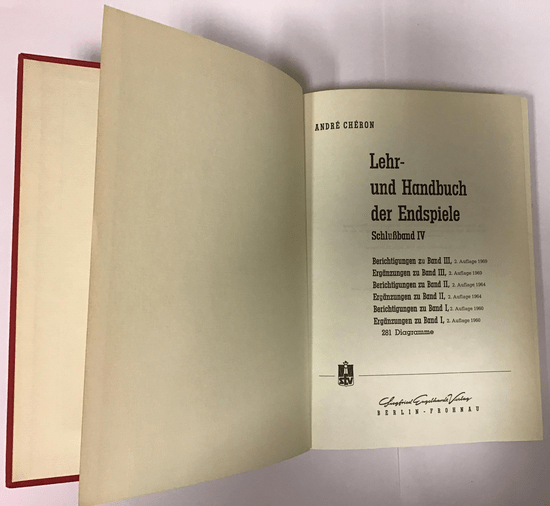 ANDRÉ CHÉRON
Lehr-
und Handbuch
der Endspiele
Schlußband IV
Berichtigungen zu Band III, 2. Auflage 1969
Ergänzungen zu Band III, 2. Auflage 1969
Berichtigungen zu Band II, 2. Auflage 1964
Ergänzungen zu Band II, 2. Auflage 1964
Berichtigungen zu Band I, 2. Auflage 1960
Ergänzungen zu Band I, 2. Auflage 1960
281 Diagramme
Siegfried Engelhardt Verlag
BERLIN-FROHNAU